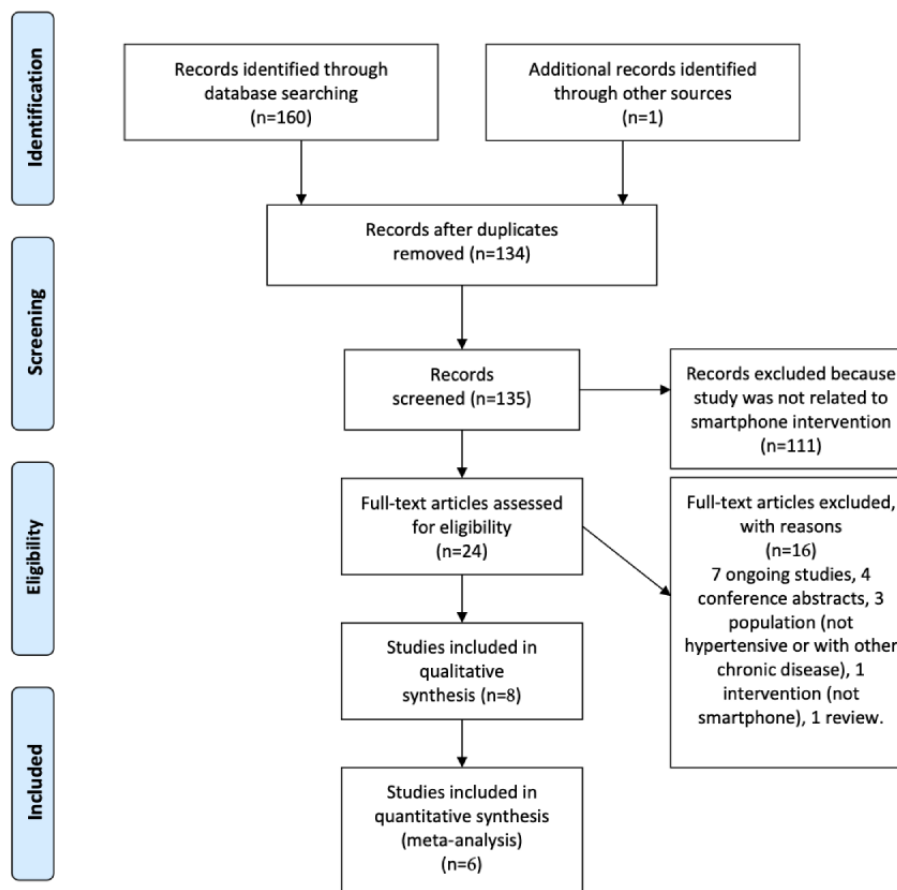 Identification
Records identified through
database searching
(n=160)
Additional records identified
through other sources
(n=1)
Records after duplicates
removed (n=134)
Screening
Records
screened (n=135)
Records excluded because
study was not related to
smartphone intervention
(n=111)
Eligibility
Full-text articles assessed
for eligibility
(n=24)
Full-text articles excluded,
with reasons
(n=16)
7 ongoing studies, 4
conference abstracts, 3
population (not
hypertensive or with other
chronic disease), 1
intervention (not
smartphone), 1 review.
Studies included in
qualitative
synthesis (n=8)
Included
Studies included in
quantitative synthesis
(meta-analysis)
(n=6)